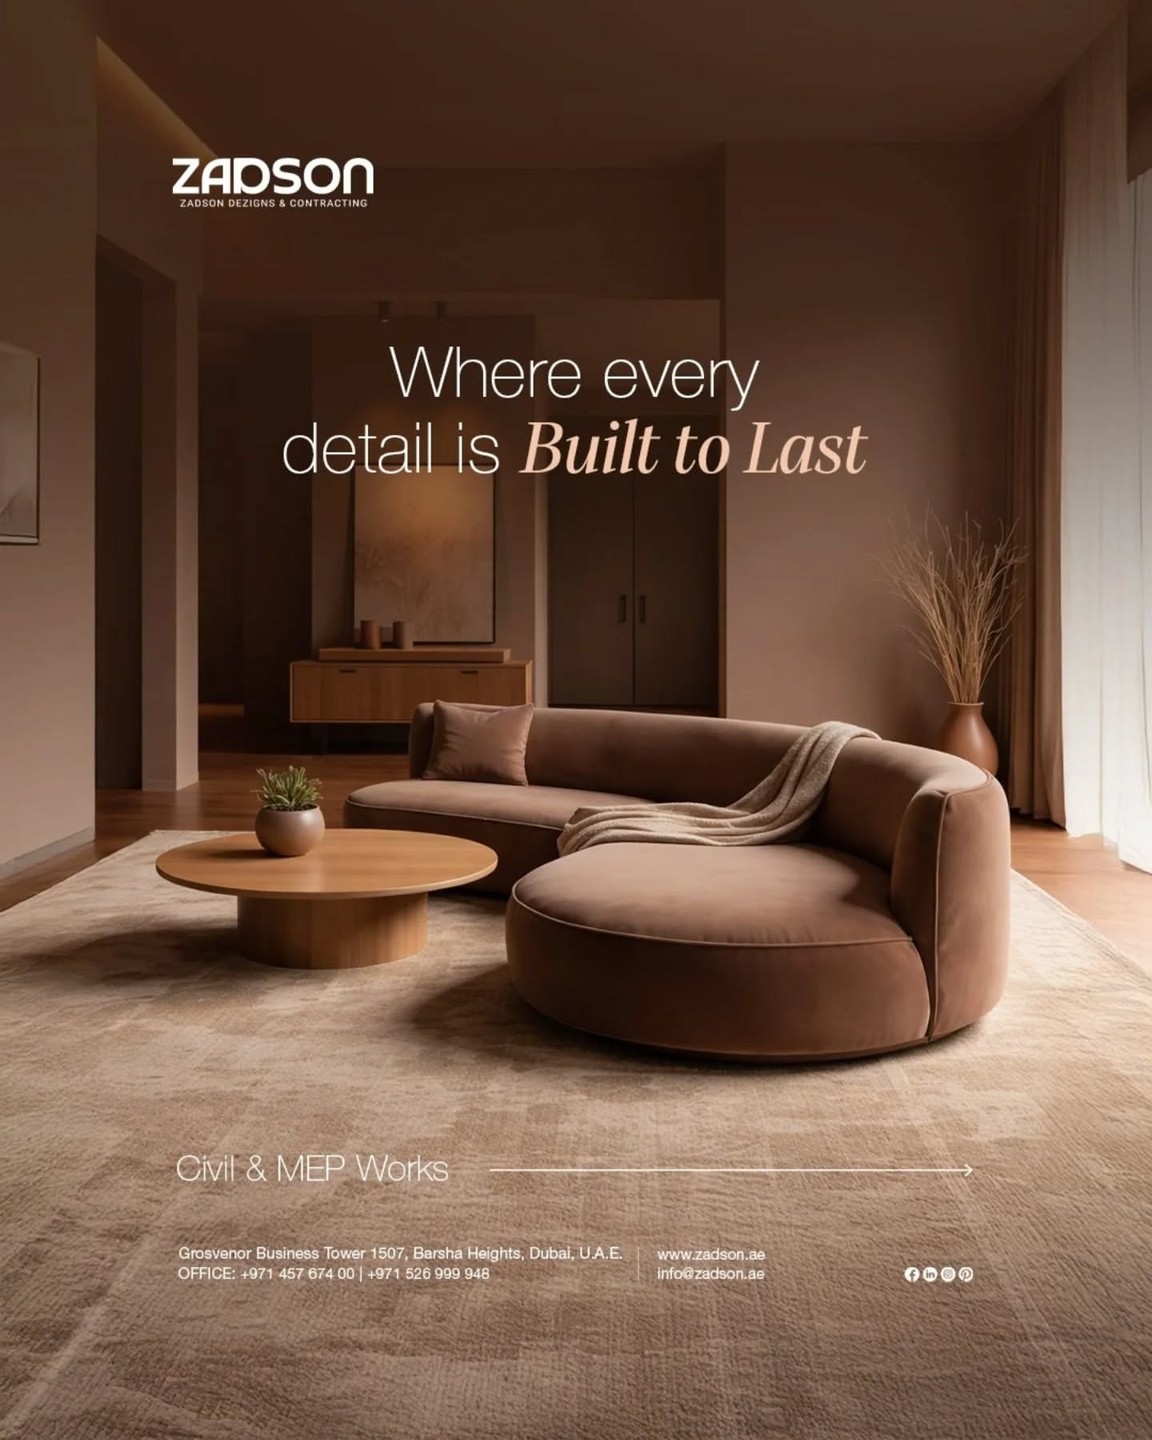 ZADSON
ZADSON DEZIGNS & CONTRACTING
Where every
detail is Built to Last
Civil & MEP Works
Grosvenor Business Tower 1507, Barsha Heights, Dubai, U.A.E.
OFFICE: +971 457 674 00 | +971 526 999 948
www.zadson.ae
info@zadson.ae